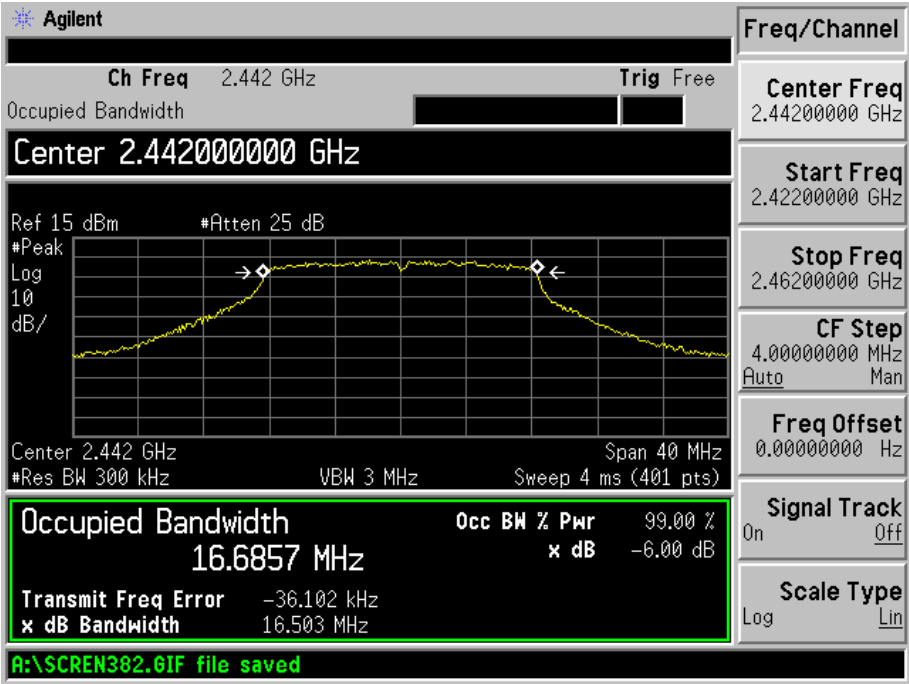 Agilent
Freq/Channel
Ch Freq 2.442 GHz Trig Free
Occupied Bandwidth
Center 2.442000000 GHz
Ref 15 dBm #Atten 25 dB
#Peak
Log
10
dB/
Center 2.442 GHz Span 40 MHz
#Res BW 300 kHz VBW 3 MHz Sweep 4 ms (401 pts)
Occupied Bandwidth
16.6857 MHz
Occ BW % Pwr 99.00 %
x dB -6.00 dB
Transmit Freq Error -36.102 kHz
x dB Bandwidth 16.503 MHz
A:\SCREN382.GIF file saved
Center Freq
2.44200000 GHz
Start Freq
2.42200000 GHz
Stop Freq
2.46200000 GHz
CF Step
4.00000000 MHz
Auto Man
Freq Offset
0.00000000 Hz
Signal Track
On Off
Scale Type
Log Lin